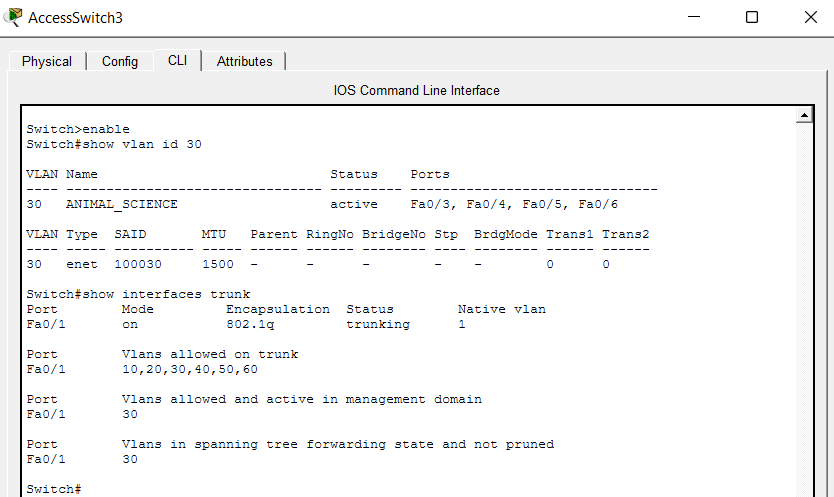 AccessSwitch3
Physical Config CLI Attributes
IOS Command Line Interface
Switch>enable
Switch#show vlan id 30
VLAN Name                             Status    Ports
---- -------------------------------- --------- -------------------------------
30   ANIMAL_SCIENCE                   active    Fa0/3, Fa0/4, Fa0/5, Fa0/6
VLAN Type  SAID       MTU   Parent RingNo BridgeNo Stp  BrdgMode Trans1 Trans2
---- ----- ---------- ----- ------ ------ -------- ---- -------- ------ ------
30   enet  100030     1500  -      -      -        -    -        0      0
Switch#show interfaces trunk
Port        Mode         Encapsulation  Status        Native vlan
Fa0/1       on           802.1q         trunking      1
Port        Vlans allowed on trunk
Fa0/1       10,20,30,40,50,60
Port        Vlans allowed and active in management domain
Fa0/1       30
Port        Vlans in spanning tree forwarding state and not pruned
Fa0/1       30
Switch#